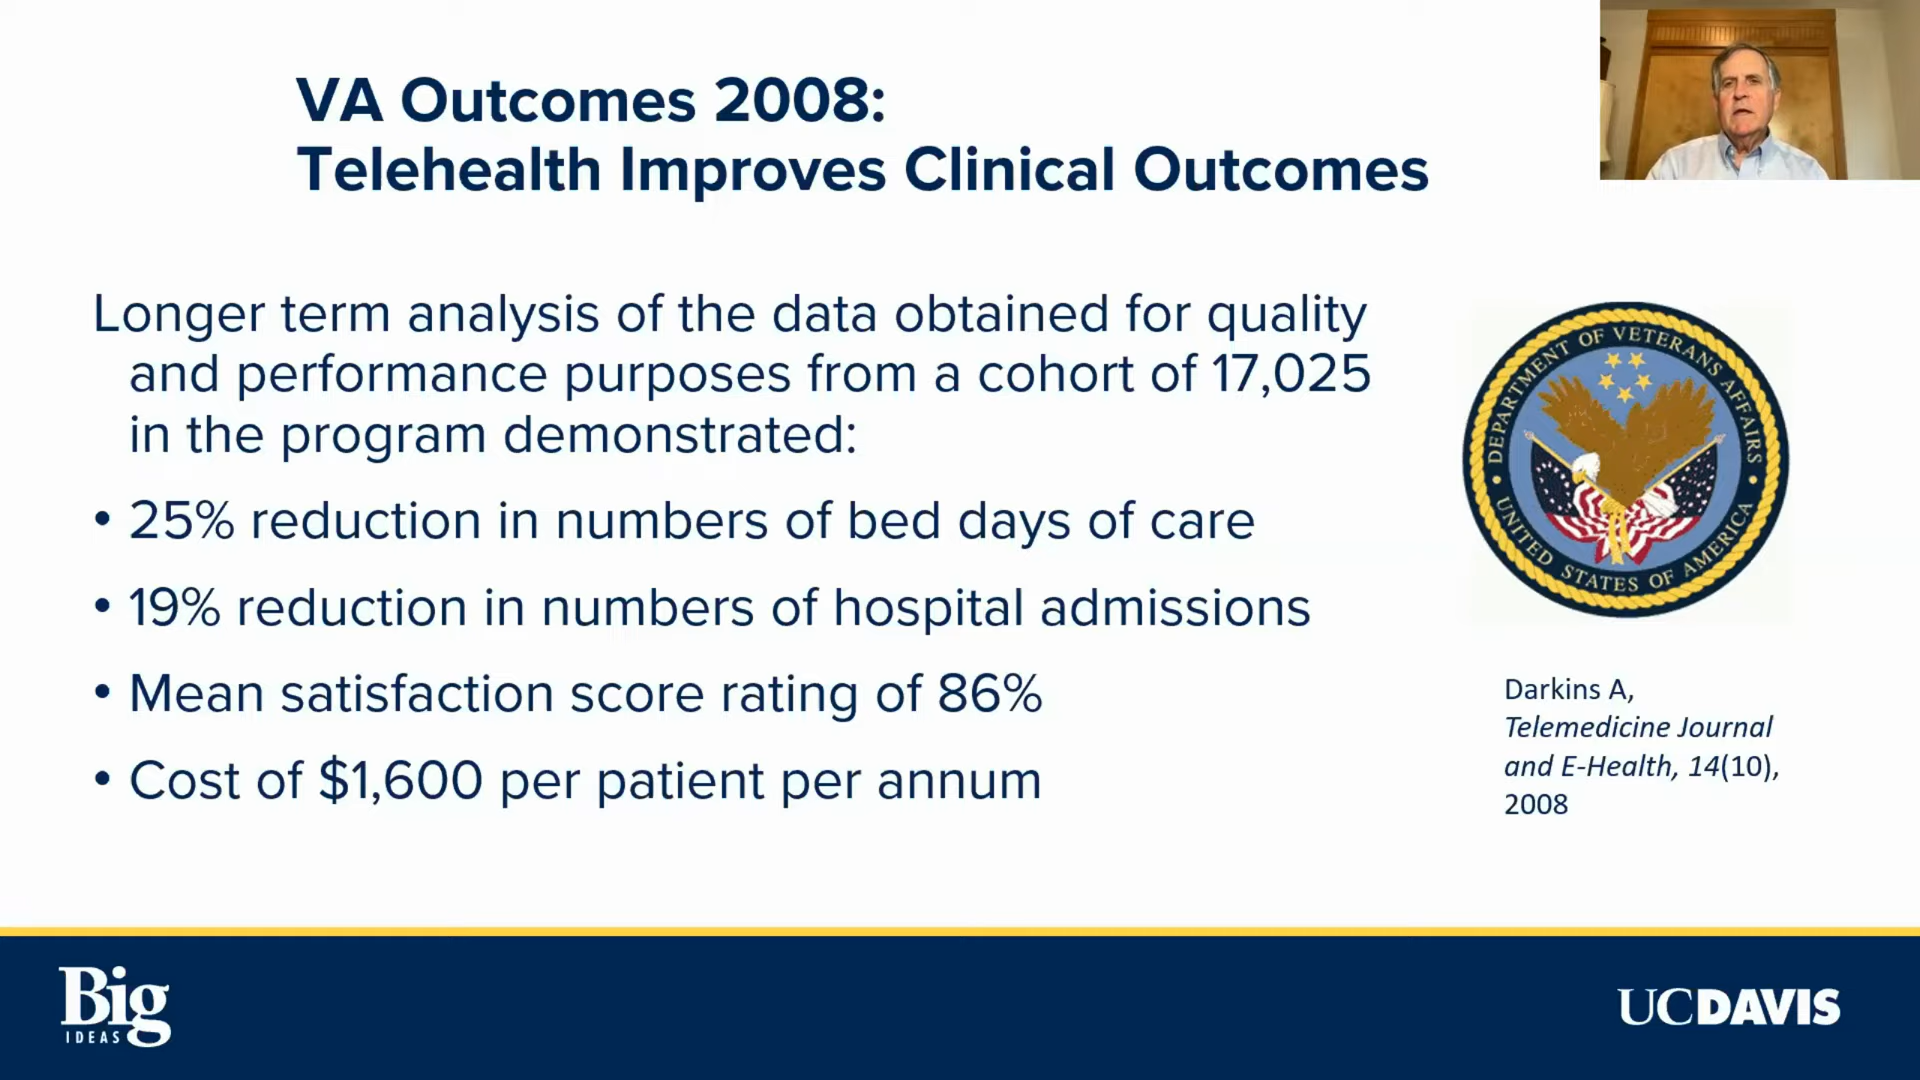 VA Outcomes 2008:
Telehealth Improves Clinical Outcomes
Longer term analysis of the data obtained for quality
and performance purposes from a cohort of 17,025
in the program demonstrated:
• 25% reduction in numbers of bed days of care
• 19% reduction in numbers of hospital admissions
• Mean satisfaction score rating of 86%
• Cost of $1,600 per patient per annum
DEPARTMENT OF VETERANS AFFAIRS
UNITED STATES OF AMERICA
Darkins A,
Telemedicine Journal
and E-Health, 14(10),
2008
Big
IDEAS
UCDAVIS